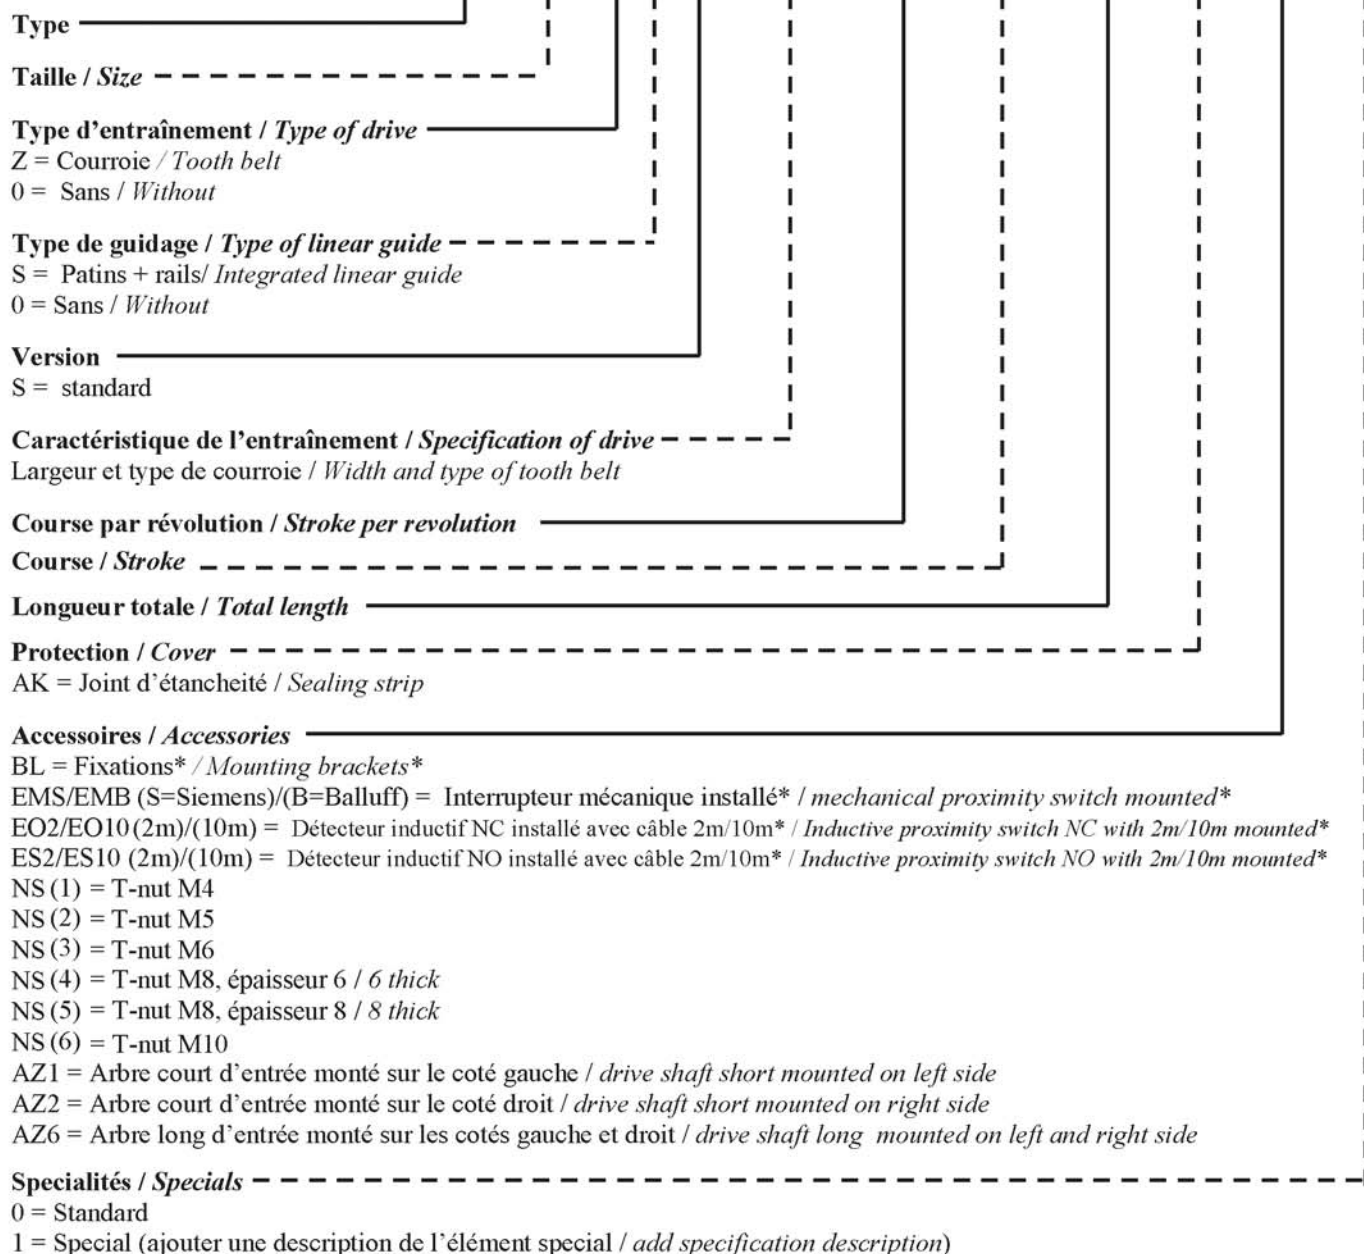 Type
Taille / Size
Type d'entraînement / Type of drive
Z = Courroie / Tooth belt
0 = Sans / Without
Type de guidage / Type of linear guide
S = Patins + rails/ Integrated linear guide
0 = Sans / Without
Version
S = standard
Caractéristique de l'entraînement / Specification of drive
Largeur et type de courroie / Width and type of tooth belt
Course par révolution / Stroke per revolution
Course / Stroke
Longueur totale / Total length
Protection / Cover
AK = Joint d'étancheité / Sealing strip
Accessoires / Accessories
BL = Fixations* / Mounting brackets*
EMS/EMB (S=Siemens)/(B=Balluff) = Interrupteur mécanique installé* / mechanical proximity switch mounted*
EO2/EO10 (2m)/(10m) = Détecteur inductif NC installé avec câble 2m/10m* / Inductive proximity switch NC with 2m/10m mounted*
ES2/ES10 (2m)/(10m) = Détecteur inductif NO installé avec câble 2m/10m* / Inductive proximity switch NO with 2m/10m mounted*
NS (1) = T-nut M4
NS (2) = T-nut M5
NS (3) = T-nut M6
NS (4) = T-nut M8, épaisseur 6 / 6 thick
NS (5) = T-nut M8, épaisseur 8 / 8 thick
NS (6) = T-nut M10
AZ1 = Arbre court d'entrée monté sur le coté gauche / drive shaft short mounted on left side
AZ2 = Arbre court d'entrée monté sur le coté droit / drive shaft short mounted on right side
AZ6 = Arbre long d'entrée monté sur les cotés gauche et droit / drive shaft long mounted on left and right side
Specialités / Specials
0 = Standard
1 = Special (ajouter une description de l'élément special / add specification description)